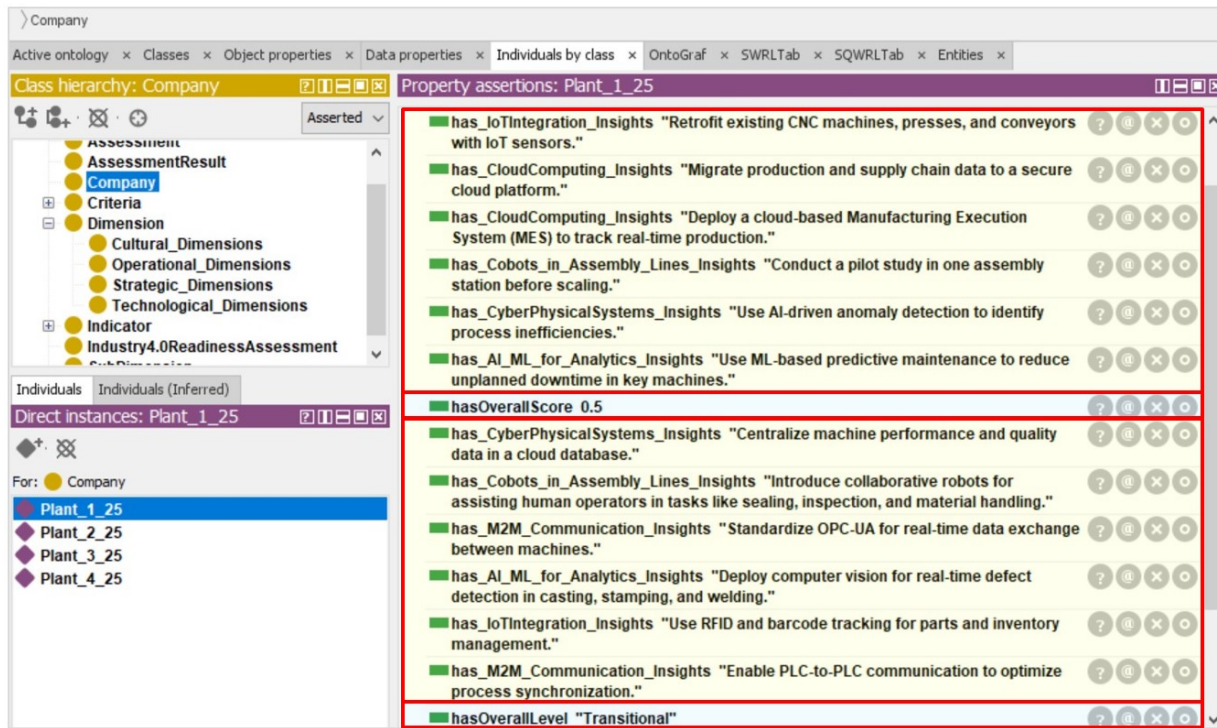 Company
Active ontology × Classes × Object properties × Data properties × Individuals by class × OntoGraf × SWRLTab × SQWRLTab × Entities ×
Class hierarchy: Company
Asserted
Assessment
AssessmentResult
Company
Criteria
Dimension
Cultural_Dimensions
Operational_Dimensions
Strategic_Dimensions
Technological_Dimensions
Indicator
Industry4.0ReadinessAssessment
SubDimension
Individuals Individuals (Inferred)
Direct instances: Plant_1_25
For: Company
Plant_1_25
Plant_2_25
Plant_3_25
Plant_4_25
Property assertions: Plant_1_25
has_IoTIntegration_Insights "Retrofit existing CNC machines, presses, and conveyors
with IoT sensors."
has_CloudComputing_Insights "Migrate production and supply chain data to a secure
cloud platform."
has_CloudComputing_Insights "Deploy a cloud-based Manufacturing Execution
System (MES) to track real-time production."
has_Cobots_in_Assembly_Lines_Insights "Conduct a pilot study in one assembly
station before scaling."
has_CyberPhysicalSystems_Insights "Use AI-driven anomaly detection to identify
process inefficiencies."
has_AI_ML_for_Analytics_Insights "Use ML-based predictive maintenance to reduce
unplanned downtime in key machines."
hasOverallScore 0.5
has_CyberPhysicalSystems_Insights "Centralize machine performance and quality
data in a cloud database."
has_Cobots_in_Assembly_Lines_Insights "Introduce collaborative robots for
assisting human operators in tasks like sealing, inspection, and material handling."
has_M2M_Communication_Insights "Standardize OPC-UA for real-time data exchange
between machines."
has_AI_ML_for_Analytics_Insights "Deploy computer vision for real-time defect
detection in casting, stamping, and welding."
has_IoTIntegration_Insights "Use RFID and barcode tracking for parts and inventory
management."
has_M2M_Communication_Insights "Enable PLC-to-PLC communication to optimize
process synchronization."
hasOverallLevel "Transitional"